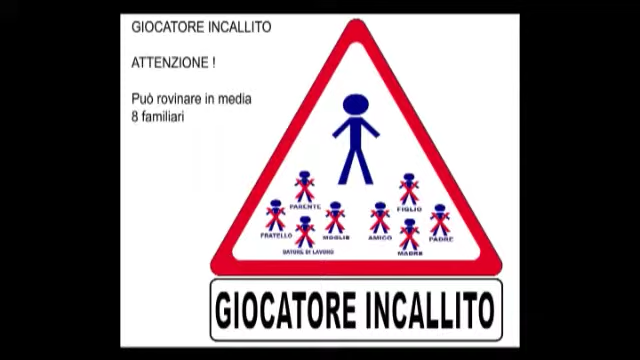 GIOCATORE INCALLITO
ATTENZIONE !
Può rovinare in media
8 familiari
PARENTE
FIGLIO
FRATELLO
MOGLIE
AMICO
PADRE
DATORE DI LAVORO
MADRE
GIOCATORE INCALLITO